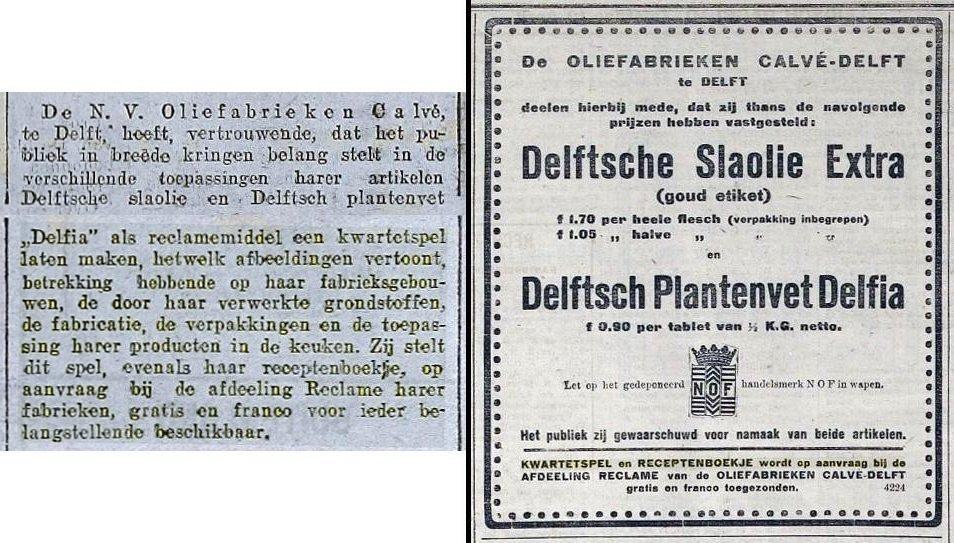 De N. V. Oliefabrieken Calvé,
te Delft, heeft, vertrouwende, dat het pu-
bliek in breede kringen belang stelt in de
verschillende toepassingen harer artikelen
Delftsche slaolie en Delftsch plantenvet
„Delfia” als reclamemiddel een kwartetspel
laten maken, hetwelk afbeeldingen vertoont,
betrekking hebbende op haar fabrieksgebou-
wen, de door haar verwerkte grondstoffen,
de fabricatie, de verpakkingen en de toepas-
sing harer producten in de keuken. Zij stelt
dit spel, evenals haar receptenboekje, op
aanvraag bij de afdeeling Reclame harer
fabrieken, gratis en franco voor ieder be-
langstellende beschikbaar.
De OLIEFABRIEKEN CALVÉ-DELFT
te DELFT
deelen hierbij mede, dat zij thans de navolgende
prijzen hebben vastgesteld:
Delftsche Slaolie Extra
(goud etiket)
f 1.70 per heele flesch (verpakking inbegrepen)
f 1.05 „ halve „ „ „
en
Delftsch Plantenvet Delfia
f 0.90 per tablet van ½ K.G. netto.
Let op het gedeponeerd NOF handelsmerk N O F in wapen.
Het publiek zij gewaarschuwd voor namaak van beide artikelen.
KWARTETSPEL en RECEPTENBOEKJE wordt op aanvraag bij de
AFDEELING RECLAME van de OLIEFABRIEKEN CALVÉ-DELFT
gratis en franco toegezonden. 4224